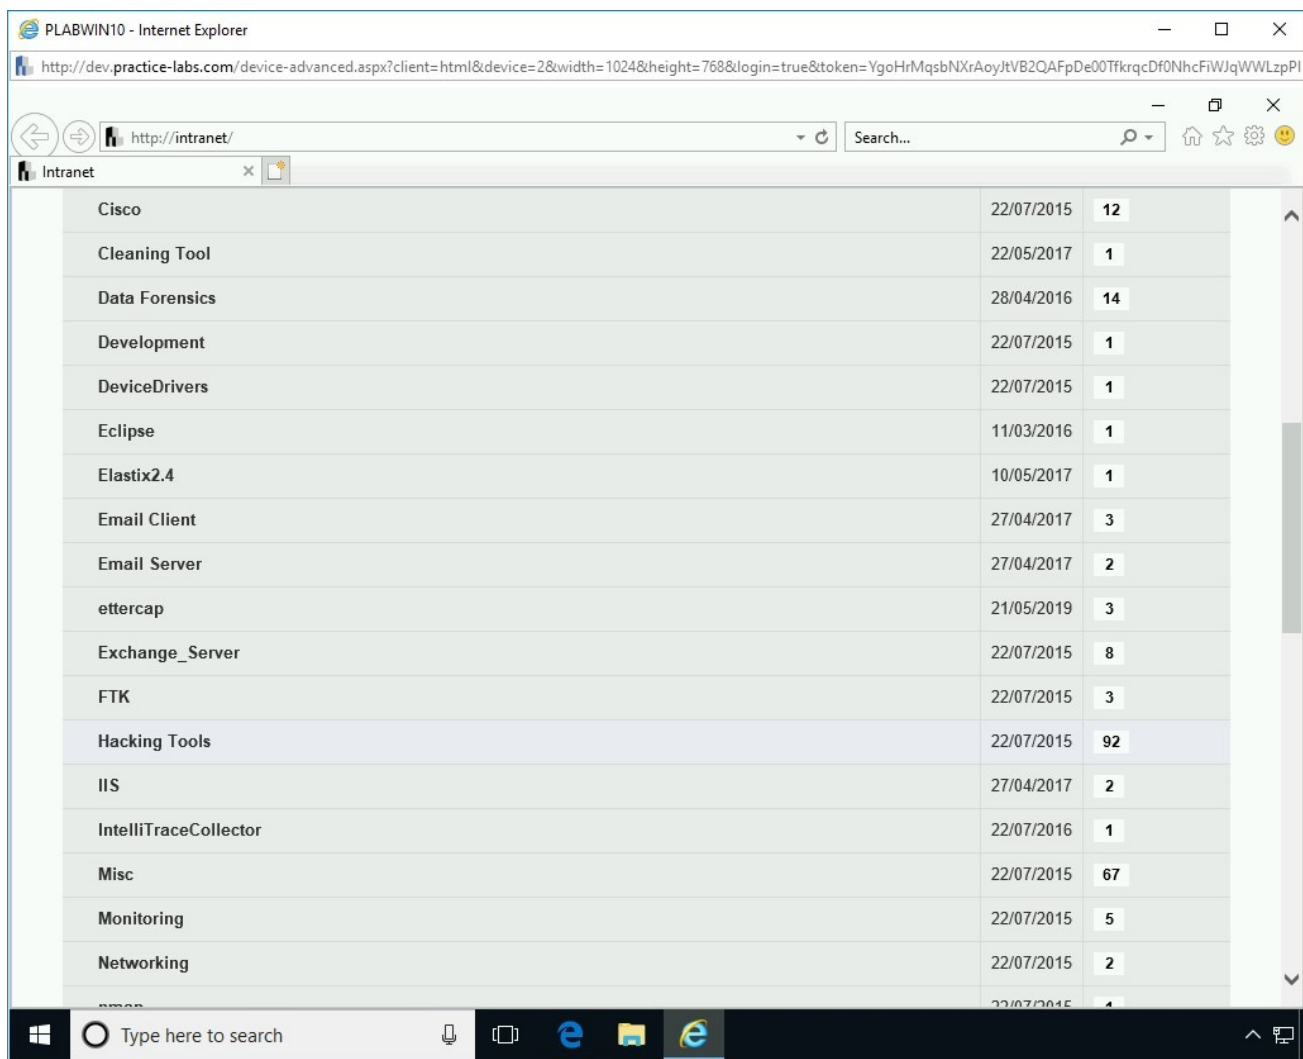 PLABWIN10 - Internet Explorer
http://dev.practice-labs.com/device-advanced.aspx?client=html&device=2&width=1024&height=768&login=true&token=
http://intranet/ Search...
Intranet
Cisco 22/07/2015 12
Cleaning Tool 22/05/2017 1
Data Forensics 28/04/2016 14
Development 22/07/2015 1
DeviceDrivers 22/07/2015 1
Eclipse 11/03/2016 1
Elastix2.4 10/05/2017 1
Email Client 27/04/2017 3
Email Server 27/04/2017 2
ettercap 21/05/2019 3
Exchange_Server 22/07/2015 8
FTK 22/07/2015 3
Hacking Tools 22/07/2015 92
IIS 27/04/2017 2
IntelliTraceCollector 22/07/2016 1
Misc 22/07/2015 67
Monitoring 22/07/2015 5
Networking 22/07/2015 2
nmap 22/07/2015 1
Type here to search